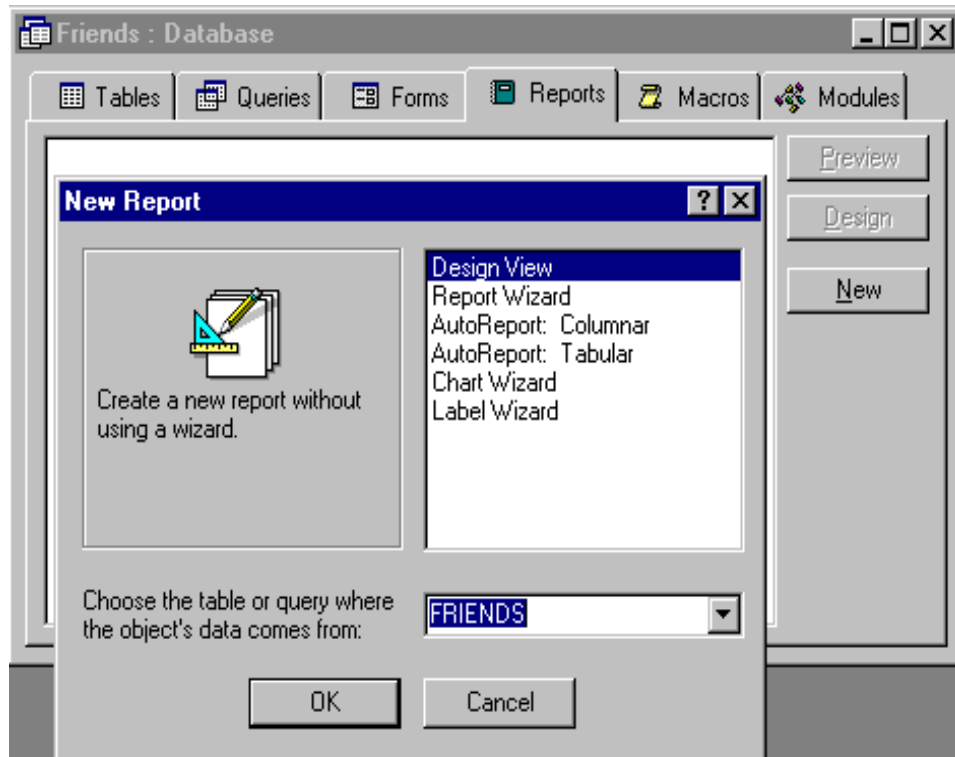 Friends : Database
Tables Queries Forms Reports Macros Modules
Preview
Design
New
New Report
?
Create a new report without
using a wizard.
Design View
Report Wizard
AutoReport: Columnar
AutoReport: Tabular
Chart Wizard
Label Wizard
Choose the table or query where
the object's data comes from:
FRIENDS
OK Cancel